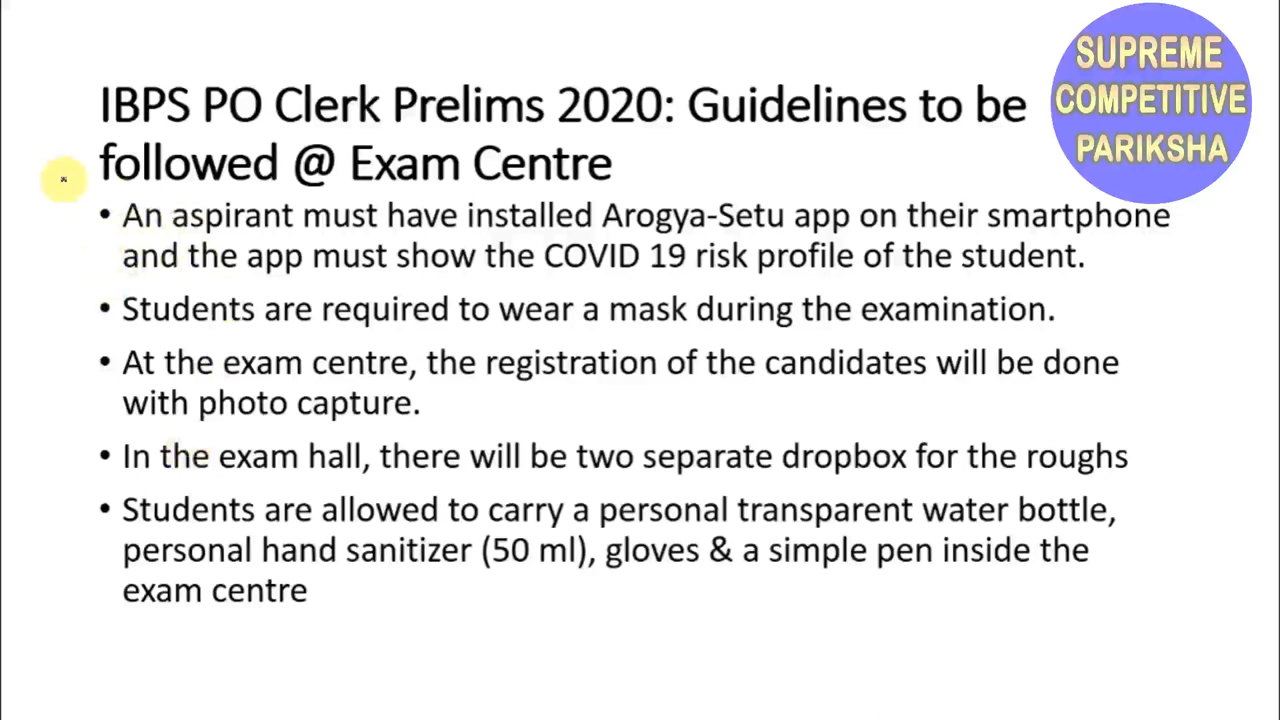 SUPREME
COMPETITIVE
PARIKSHA
IBPS PO Clerk Prelims 2020: Guidelines to be
followed @ Exam Centre
• An aspirant must have installed Arogya-Setu app on their smartphone
and the app must show the COVID 19 risk profile of the student.
• Students are required to wear a mask during the examination.
• At the exam centre, the registration of the candidates will be done
with photo capture.
• In the exam hall, there will be two separate dropbox for the roughs
• Students are allowed to carry a personal transparent water bottle,
personal hand sanitizer (50 ml), gloves & a simple pen inside the
exam centre